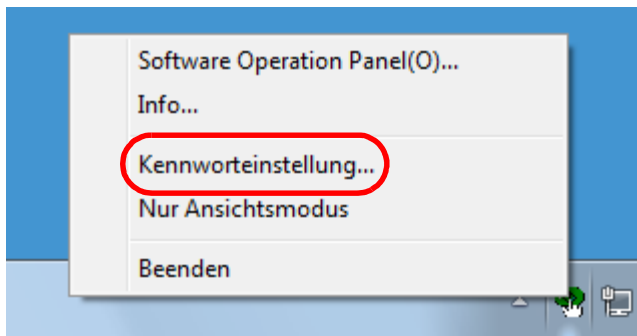 Software Operation Panel(O)...
Info...
Kennworteinstellung...
Nur Ansichtsmodus
Beenden